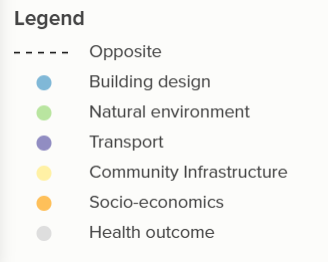 Legend
Opposite
Building design
Natural environment
Transport
Community Infrastructure
Socio-economics
Health outcome